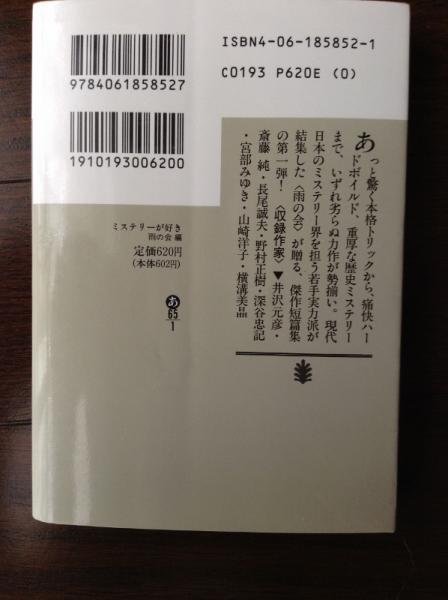 ISBN4-06-185852-1
C0193 P620E (0)
9784061858527
1910193006200
ミステリーが好き
雨の会 編
定価620円
(本体602円)
あ
65
1
あっと驚く本格トリックから、痛快ハー
ドボイルド、重厚な歴史ミステリー
まで、いずれ劣らぬ力作が勢揃い。現代
日本のミステリー界を担う若手実力派が
結集した〈雨の会〉が贈る、傑作短篇集
の第一弾！〈収録作家〉▼井沢元彦・
斎藤 純・長尾誠夫・野村正樹・深谷忠記
・宮部みゆき・山崎洋子・横溝美晶